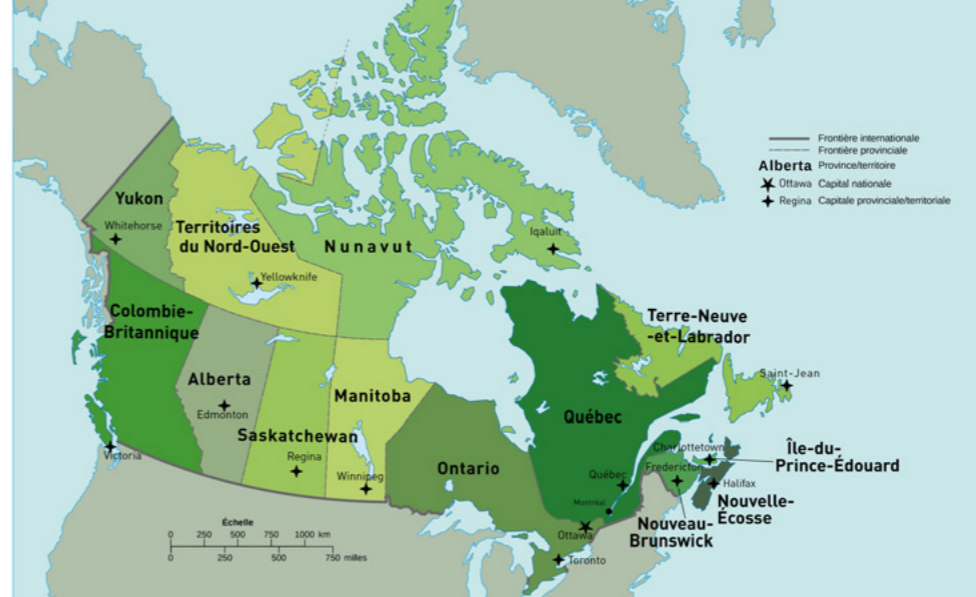 Frontière internationale
Frontière provinciale
Alberta Province/territoire
Ottawa Capital nationale
Regina Capitale provinciale/territoriale
Yukon
Whitehorse
Territoires
du Nord-Ouest
Yellowknife
Nunavut
Iqaluit
Colombie-
Britannique
Victoria
Alberta
Edmonton
Saskatchewan
Regina
Manitoba
Winnipeg
Ontario
Ottawa
Toronto
Québec
Québec
Montréal
Terre-Neuve
-et-Labrador
Saint-Jean
Charlottetown
Île-du-
Prince-Édouard
Fredericton
Halifax
Nouvelle-
Écosse
Nouveau-
Brunswick
Échelle
0 250 500 750 1000 km
0 250 500 750 milles